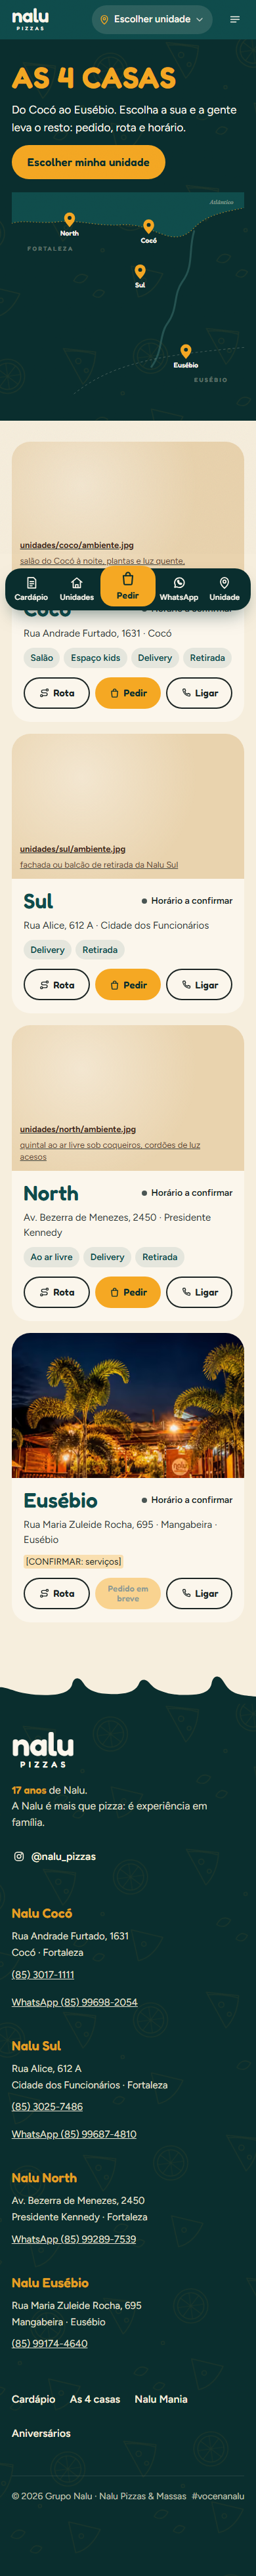 nalu
PIZZAS
Escolher unidade
AS 4 CASAS
Do Cocó ao Eusébio. Escolha a sua e a gente
leva o resto: pedido, rota e horário.
Escolher minha unidade
Atlântico
North
Cocó
FORTALEZA
Sul
Eusébio
EUSÉBIO
unidades/coco/ambiente.jpg
salão do Cocó à noite, plantas e luz quente,
Cardápio
Unidades
Pedir
WhatsApp
Unidade
Rua Andrade Furtado, 1631 · Cocó
Salão
Espaço kids
Delivery
Retirada
Rota
Pedir
Ligar
unidades/sul/ambiente.jpg
fachada ou balcão de retirada da Nalu Sul
Sul
Horário a confirmar
Rua Alice, 612 A · Cidade dos Funcionários
Delivery
Retirada
Rota
Pedir
Ligar
unidades/north/ambiente.jpg
quintal ao ar livre sob coqueiros, cordões de luz
acesos
North
Horário a confirmar
Av. Bezerra de Menezes, 2450 · Presidente
Kennedy
Ao ar livre
Delivery
Retirada
Rota
Pedir
Ligar
nalu
Eusébio
Horário a confirmar
Rua Maria Zuleide Rocha, 695 · Mangabeira ·
Eusébio
[CONFIRMAR: serviços]
Rota
Pedido em
breve
Ligar
nalu
PIZZAS
17 anos de Nalu.
A Nalu é mais que pizza: é experiência em
família.
@nalu_pizzas
Nalu Cocó
Rua Andrade Furtado, 1631
Cocó · Fortaleza
(85) 3017-1111
WhatsApp (85) 99698-2054
Nalu Sul
Rua Alice, 612 A
Cidade dos Funcionários · Fortaleza
(85) 3025-7486
WhatsApp (85) 99687-4810
Nalu North
Av. Bezerra de Menezes, 2450
Presidente Kennedy · Fortaleza
WhatsApp (85) 99289-7539
Nalu Eusébio
Rua Maria Zuleide Rocha, 695
Mangabeira · Eusébio
(85) 99174-4640
Cardápio
As 4 casas
Nalu Mania
Aniversários
© 2026 Grupo Nalu · Nalu Pizzas & Massas
#vocenanalu